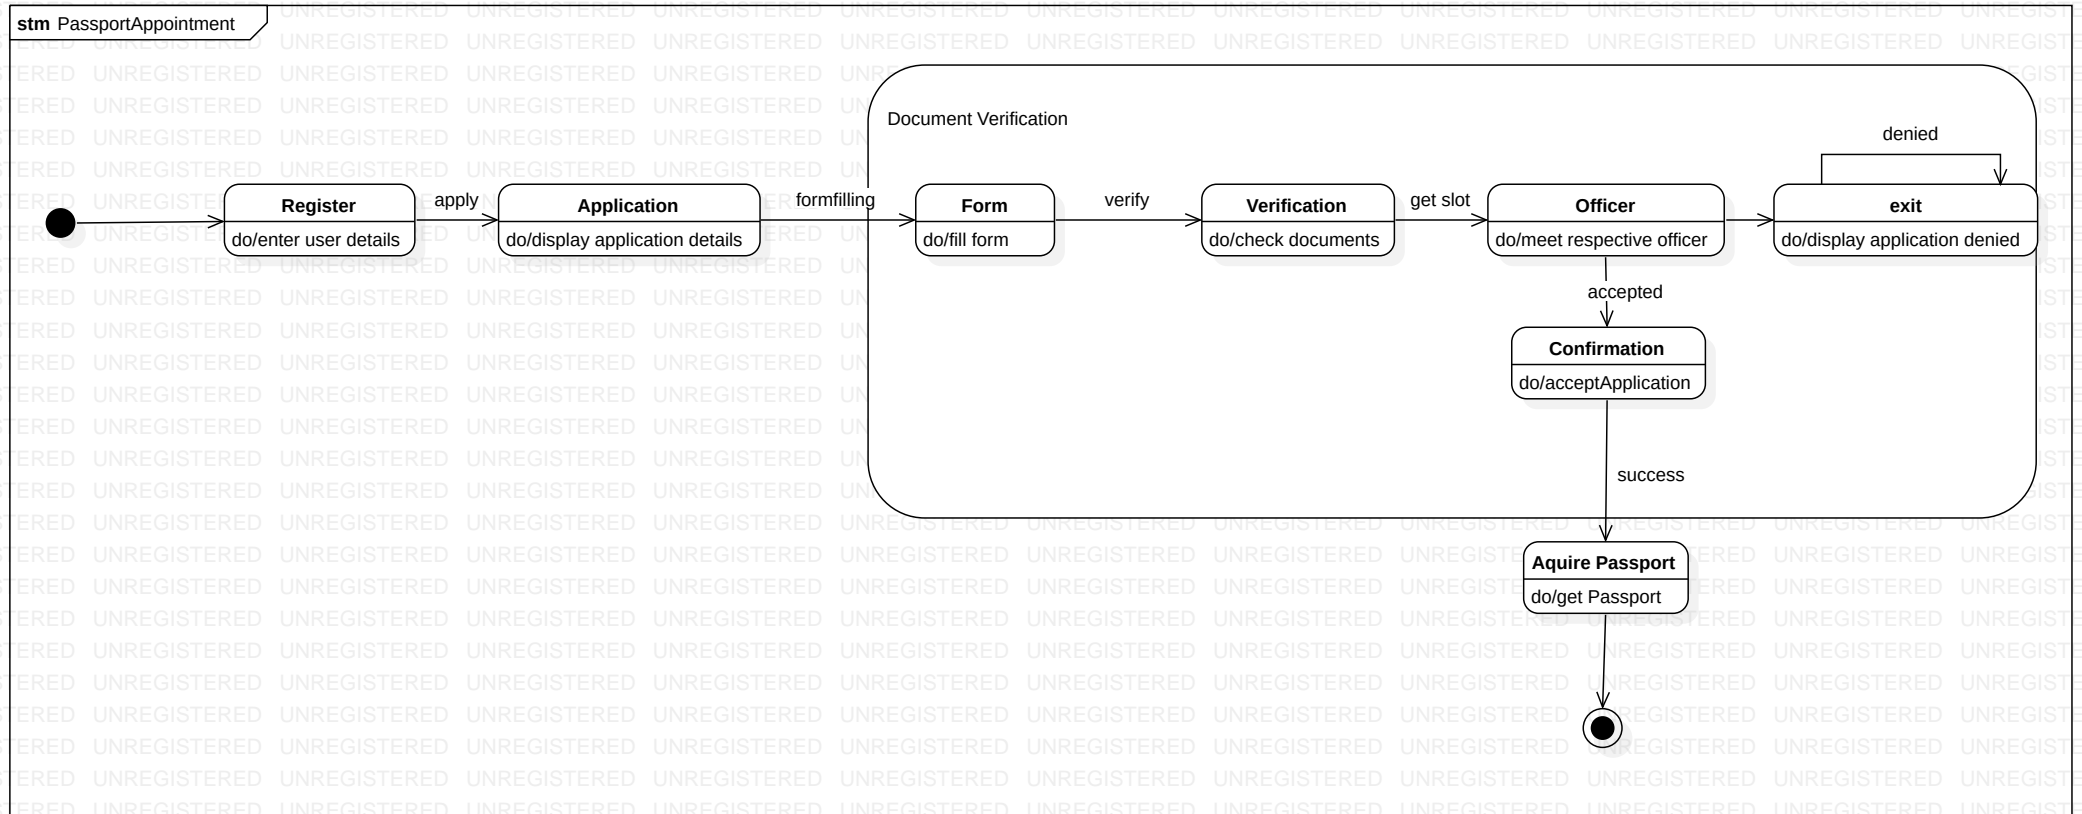 stm PassportAppointment
Document Verification
denied
Register
apply
Application
formfilling
Form
verify
Verification
get slot
Officer
exit
do/enter user details
do/display application details
do/fill form
do/check documents
do/meet respective officer
do/display application denied
accepted
Confirmation
do/acceptApplication
success
Aquire Passport
do/get Passport
UNREGISTERED